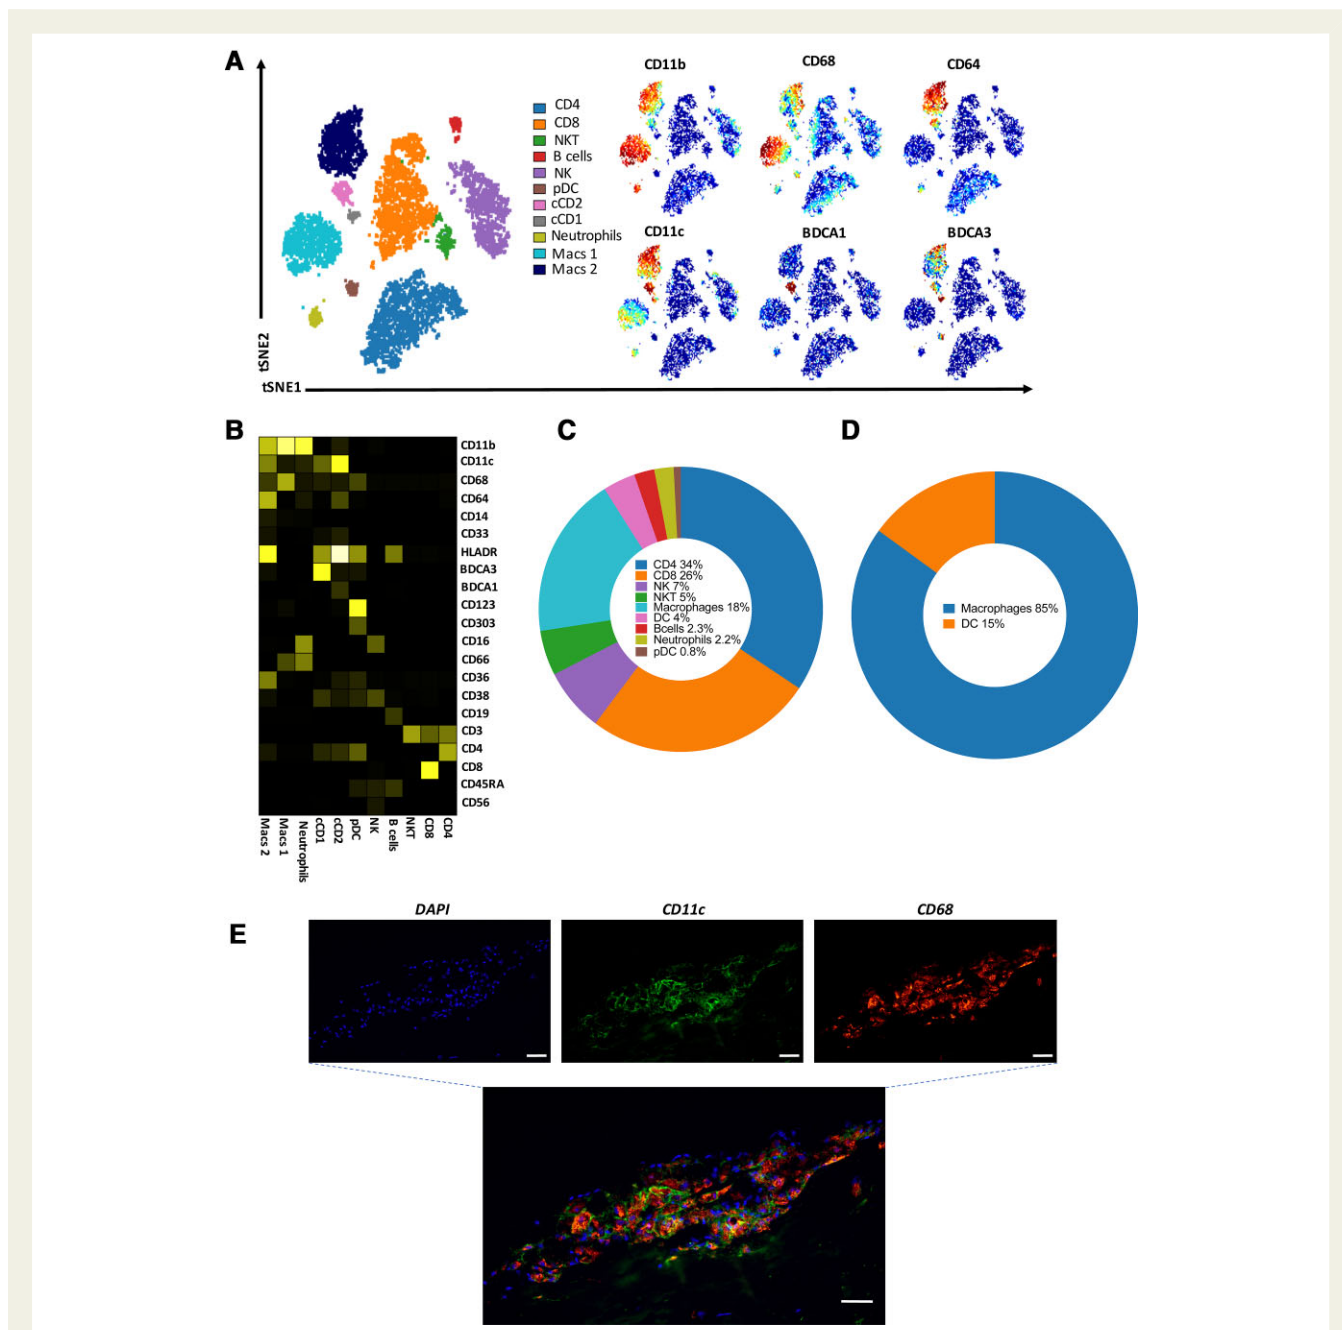 A
tSNE2
tSNE1
CD4
CD8
NKT
B cells
NK
pDC
cCD2
cCD1
Neutrophils
Macs 1
Macs 2
CD11b
CD68
CD64
CD11c
BDCA1
BDCA3
B
CD11b
CD11c
CD68
CD64
CD14
CD33
HLADR
BDCA3
BDCA1
CD123
CD303
CD16
CD66
CD36
CD38
CD19
CD3
CD4
CD8
CD45RA
CD56
Macs 2
Macs 1
Neutrophils
cCD1
cCD2
pDC
NK
B cells
NKT
CD8
CD4
C
CD4 34%
CD8 26%
NK 7%
NKT 5%
Macrophages 18%
DC 4%
Bcells 2.3%
Neutrophils 2.2%
pDC 0.8%
D
Macrophages 85%
DC 15%
E
DAPI
CD11c
CD68